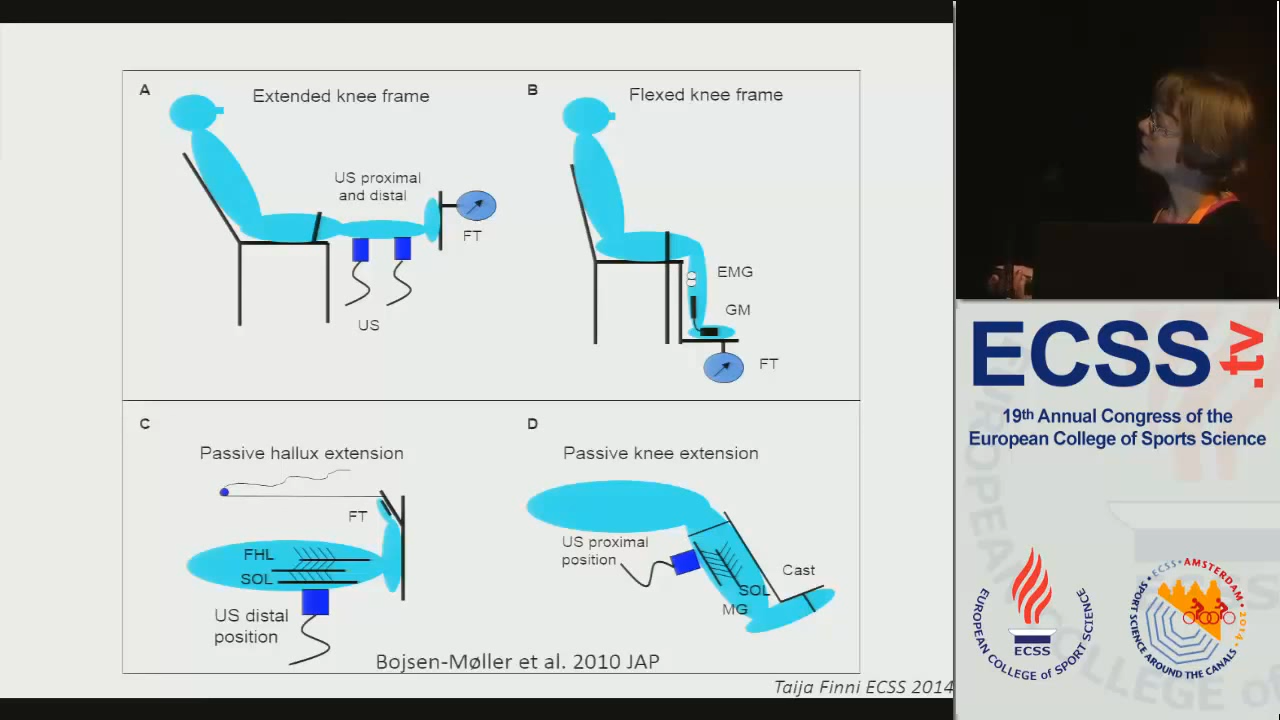 A
Extended knee frame
US proximal
and distal
FT
US
B
Flexed knee frame
EMG
GM
FT
C
Passive hallux extension
FT
FHL
SOL
US distal
position
D
Passive knee extension
US proximal
position
Cast
SOL
MG
Bojsen-Møller et al. 2010 JAP
Taija Finni ECSS 2014
ECSS.tv
19th Annual Congress of the
European College of Sports Science
ECSS
EUROPEAN COLLEGE of SPORT SCIENCE
·ECSS·AMSTERDAM·2014·
SPORT SCIENCE AROUND THE CANALS